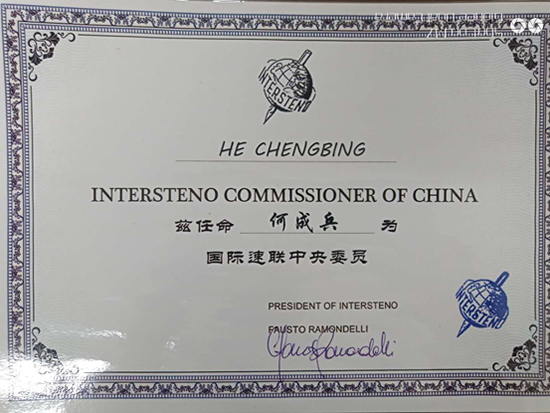 INTERSTENO
HE CHENGBING
INTERSTENO COMMISSIONER OF CHINA
兹任命 何成兵 为
国际速联中央委员
PRESIDENT OF INTERSTENO
FAUSTO RAMONDELLI
INTERSTENO